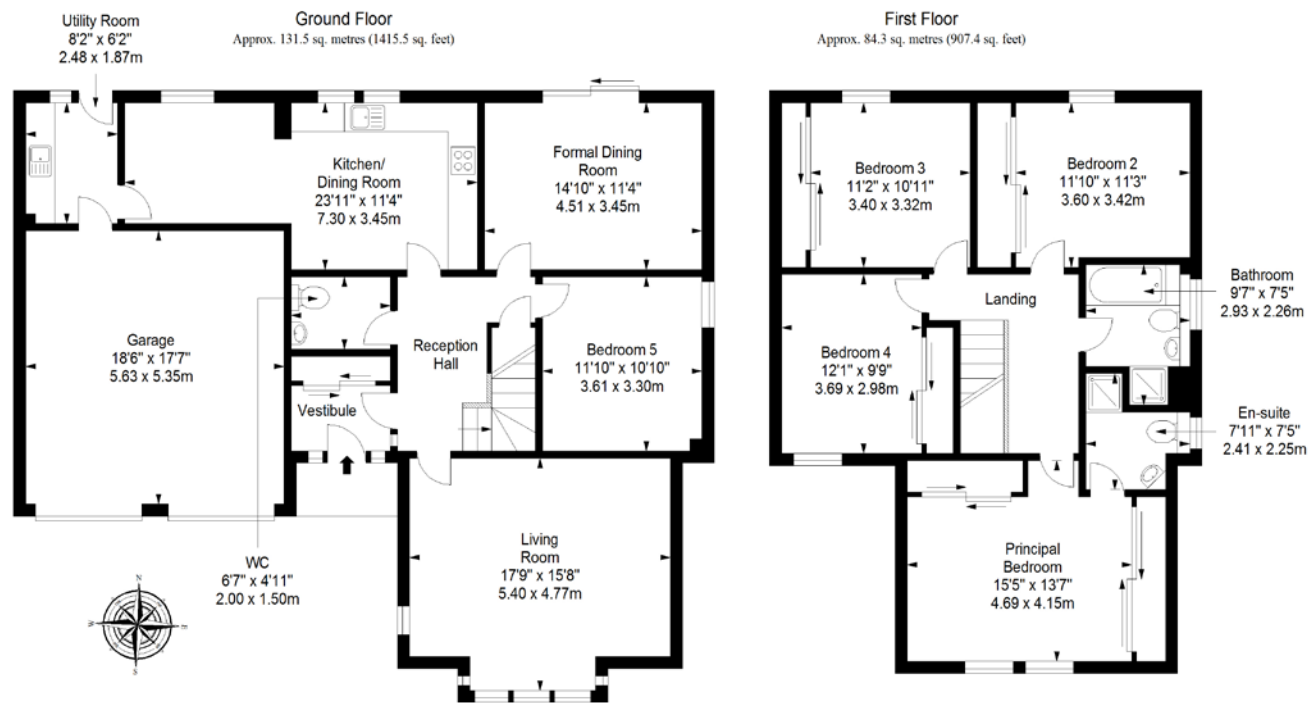 Ground Floor
Approx. 131.5 sq. metres (1415.5 sq. feet)
Utility Room
8'2" x 6'2"
2.48 x 1.87m
Kitchen/
Dining Room
23'11" x 11'4"
7.30 x 3.45m
Formal Dining
Room
14'10" x 11'4"
4.51 x 3.45m
Garage
18'6" x 17'7"
5.63 x 5.35m
Reception
Hall
Bedroom 5
11'10" x 10'10"
3.61 x 3.30m
Vestibule
WC
6'7" x 4'11"
2.00 x 1.50m
Living
Room
17'9" x 15'8"
5.40 x 4.77m
N
W
E
S
First Floor
Approx. 84.3 sq. metres (907.4 sq. feet)
Bedroom 3
11'2" x 10'11"
3.40 x 3.32m
Bedroom 2
11'10" x 11'3"
3.60 x 3.42m
Landing
Bathroom
9'7" x 7'5"
2.93 x 2.26m
Bedroom 4
12'1" x 9'9"
3.69 x 2.98m
En-suite
7'11" x 7'5"
2.41 x 2.25m
Principal
Bedroom
15'5" x 13'7"
4.69 x 4.15m